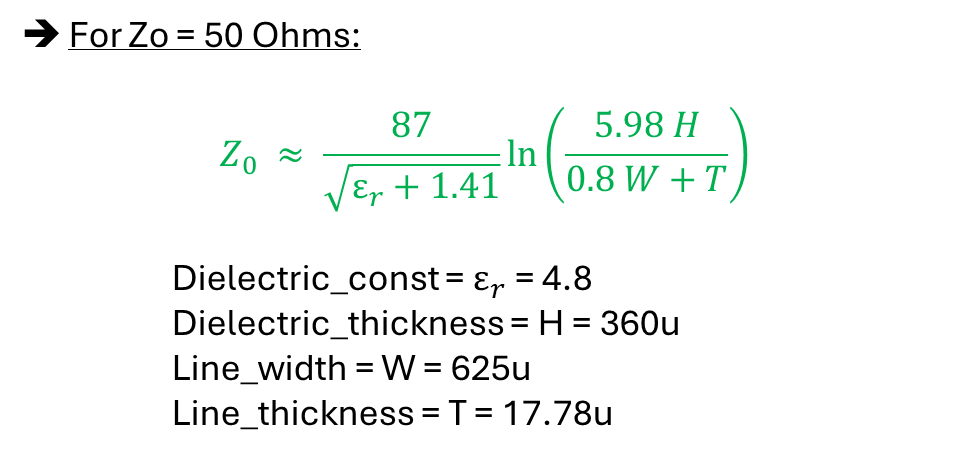 ➔ For Zo = 50 Ohms:
Z₀ ≈ 87 / √(εᵣ + 1.41) ln( 5.98 H / 0.8 W + T )
Dielectric_const = εᵣ = 4.8
Dielectric_thickness = H = 360u
Line_width = W = 625u
Line_thickness = T = 17.78u